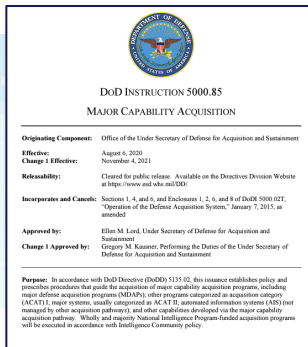 DEPARTMENT OF DEFENSE
UNITED STATES OF AMERICA
DOD INSTRUCTION 5000.85
MAJOR CAPABILITY ACQUISITION
Originating Component: Office of the Under Secretary of Defense for Acquisition and Sustainment
Effective: August 6, 2020
Change 1 Effective: November 4, 2021
Releasability: Cleared for public release. Available on the Directives Division Website
at https://www.esd.whs.mil/DD/.
Incorporates and Cancels: Sections 1, 4, and 6, and Enclosures 1, 2, 6, and 8 of DoDI 5000.02T,
"Operation of the Defense Acquisition System," January 7, 2015, as
amended
Approved by: Ellen M. Lord, Under Secretary of Defense for Acquisition and
Sustainment
Change 1 Approved by: Gregory M. Kausner, Performing the Duties of the Under Secretary of
Defense for Acquisition and Sustainment
Purpose: In accordance with DoD Directive (DoDD) 5135.02, this issuance establishes policy and
prescribes procedures that guide the acquisition of major capability acquisition programs, including
major defense acquisition programs (MDAPs); other programs categorized as acquisition category
(ACAT) I; major systems, usually categorized as ACAT II; automated information systems (AIS) (not
managed by other acquisition pathways); and other capabilities developed via the major capability
acquisition pathway. Wholly and majority National Intelligence Program-funded acquisition programs
will be executed in accordance with Intelligence Community policy.